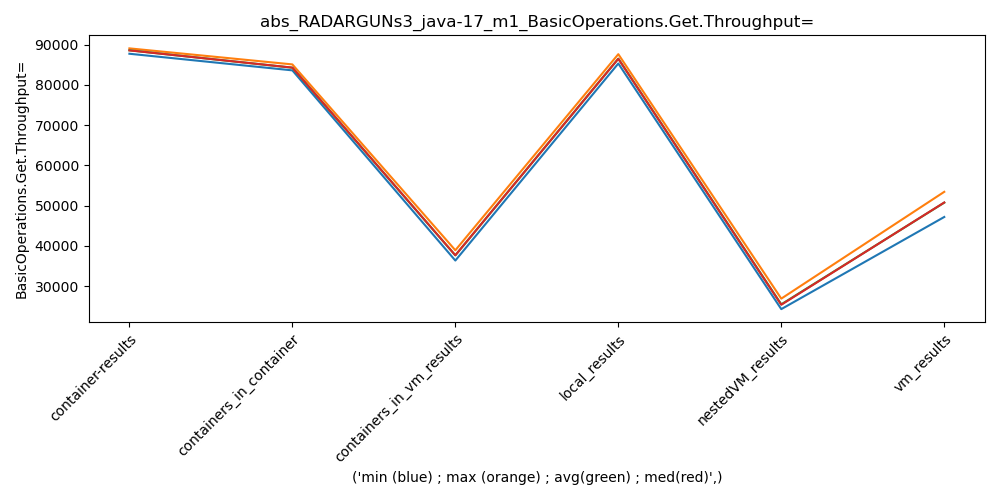 abs_RADARGUNs3_java-17_m1_BasicOperations.Get.Throughput=
BasicOperations.Get.Throughput=
90000
80000
70000
60000
50000
40000
30000
container-results
containers_in_container
containers_in_vm_results
local_results
nestedVM_results
vm_results
('min (blue) ; max (orange) ; avg(green) ; med(red)',)